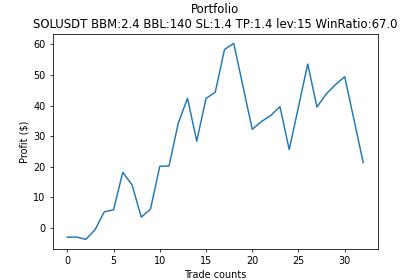 Portfolio
SOLUSDT BBM:2.4 BBL:140 SL:1.4 TP:1.4 lev:15 WinRatio:67.0
60
50
40
30
20
10
0
Profit ($)
0 5 10 15 20 25 30
Trade counts